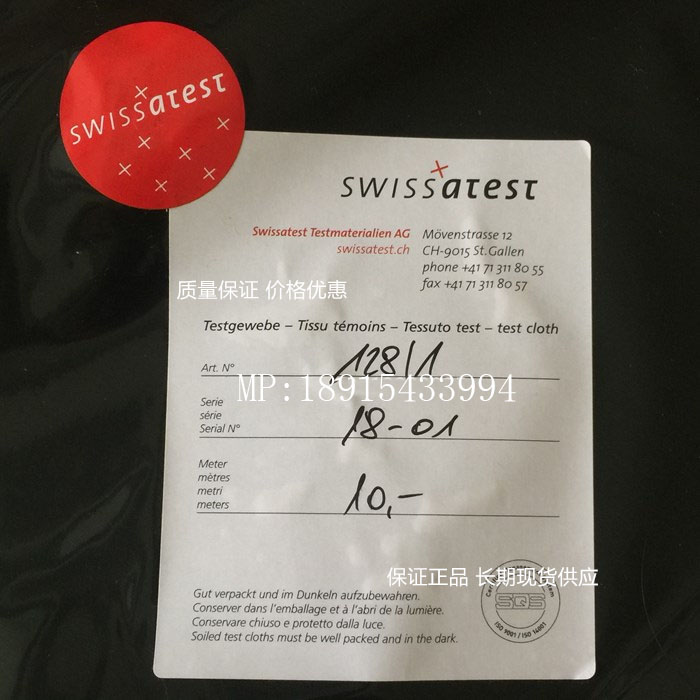 SWISSatest
SWISSatest
Swissatest Testmaterialien AG
swissatest.ch
Mövenstrasse 12
CH-9015 St.Gallen
phone +41 71 311 80 55
fax +41 71 311 80 57
质量保证 价格优惠
Testgewebe – Tissu témoins – Tessuto test – test cloth
Art. N° 128/1
MP:18915433994
Serie
série
Serial N° 18-01
Meter
mètres
metri
meters 10,-
保证正品 长期现货供应
Gut verpackt und im Dunkeln aufzubewahren.
Conserver dans l'emballage et à l'abri de la lumière.
Conservare chiuso e protetto dalla luce.
Soiled test cloths must be well packed and in the dark.
SQS
ISO 9001 / ISO 14001